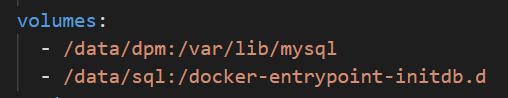 volumes:
- /data/dpm:/var/lib/mysql
- /data/sql:/docker-entrypoint-initdb.d